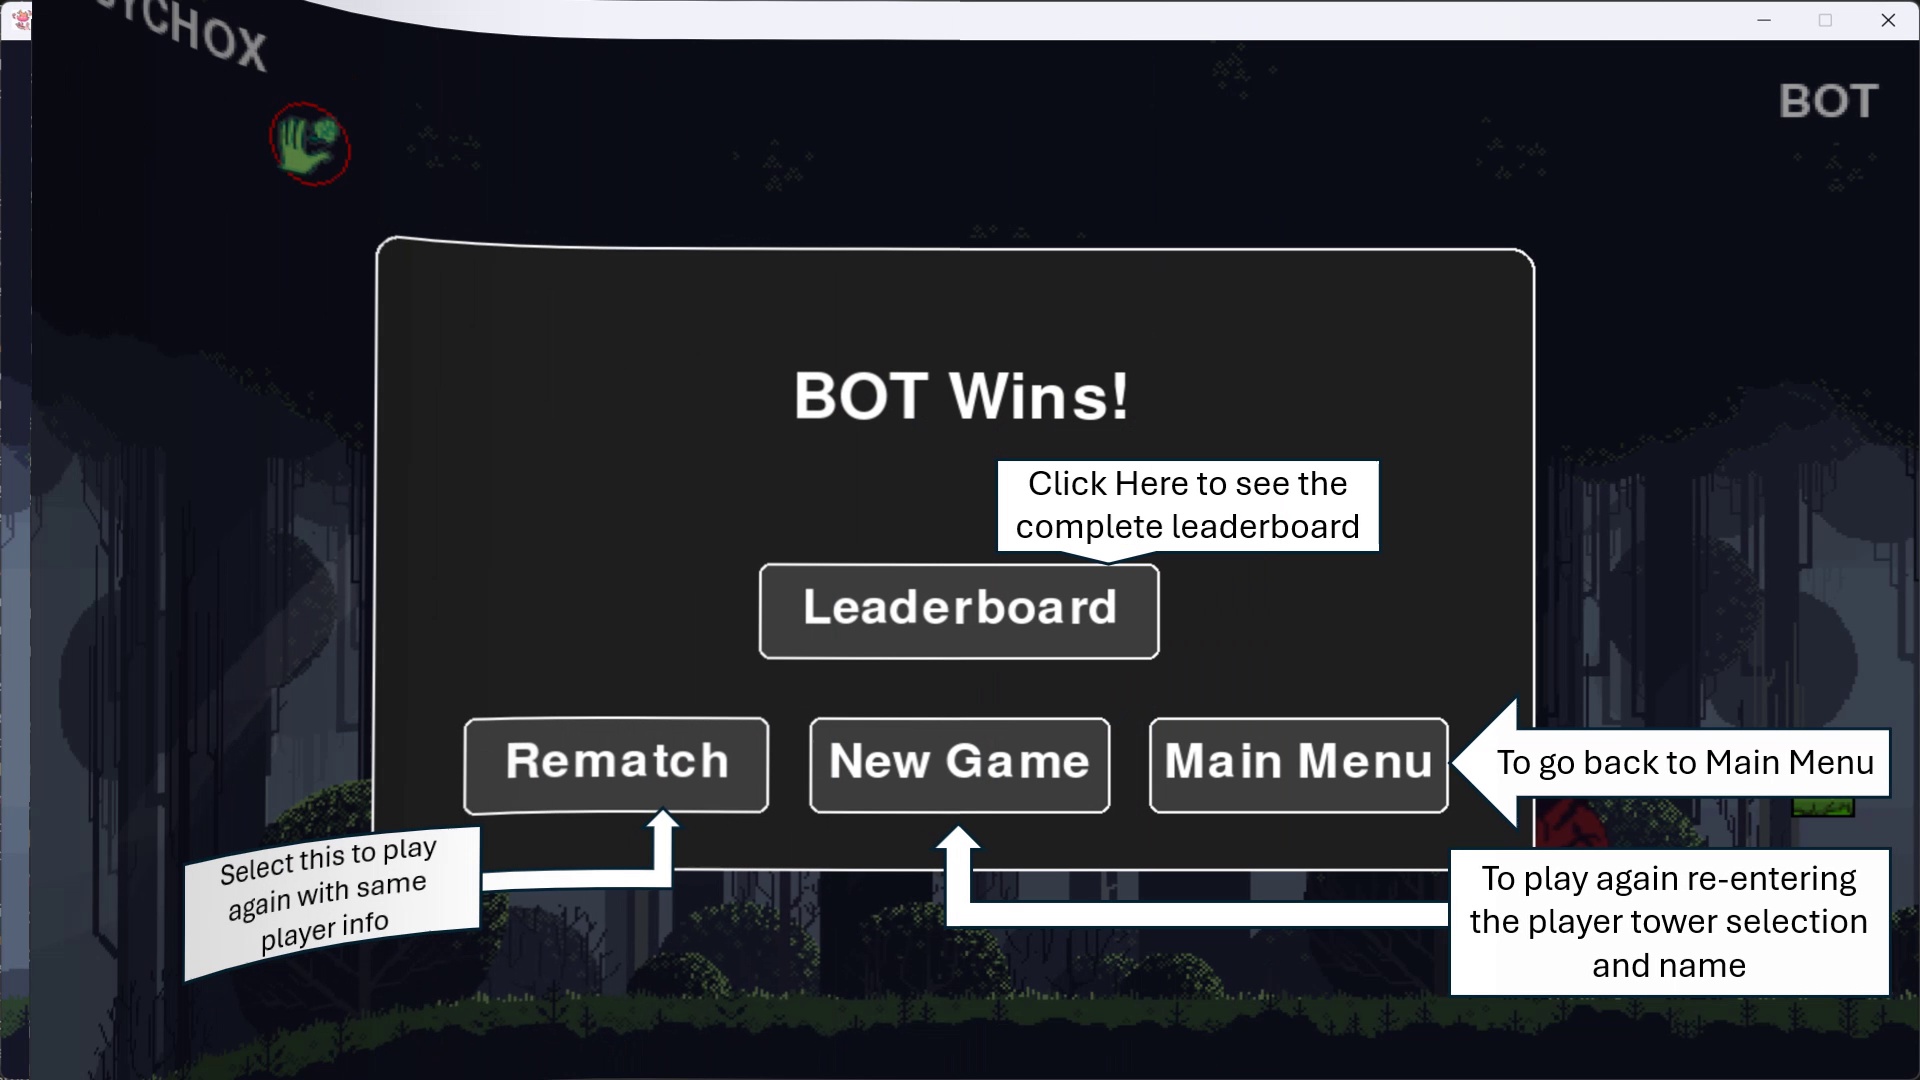 BOT
BOT Wins!
Click Here to see the
complete leaderboard
Leaderboard
Rematch
New Game
Main Menu
To go back to Main Menu
Select this to play
again with same
player info
To play again re-entering
the player tower selection
and name